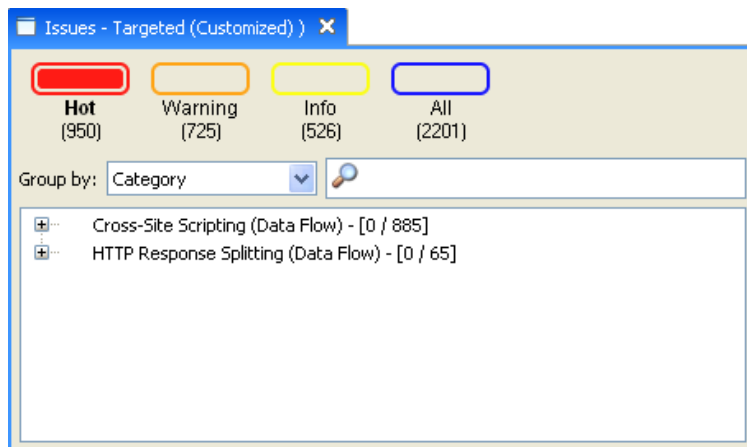 Issues - Targeted (Customized) )
Hot Warning Info All
(950) (725) (526) (2201)
Group by: Category
Cross-Site Scripting (Data Flow) - [0 / 885]
HTTP Response Splitting (Data Flow) - [0 / 65]